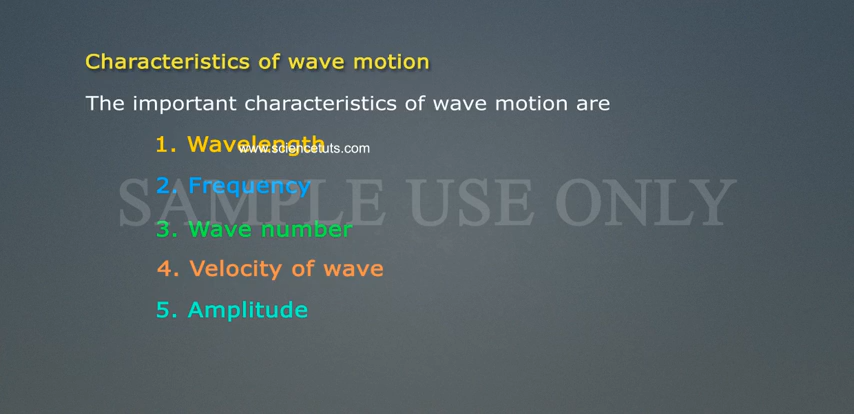 Characteristics of wave motion
The important characteristics of wave motion are
1. Wavelength
www.sciencetuts.com
2. Frequency
SAMPLE USE ONLY
3. Wave number
4. Velocity of wave
5. Amplitude